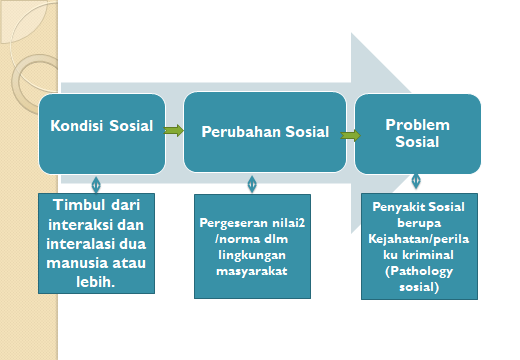 Kondisi Sosial
Perubahan Sosial
Problem
Sosial
Timbul dari
interaksi dan
interalasi dua
manusia atau
lebih.
Pergeseran nilai2
/norma dlm
lingkungan
masyarakat
Penyakit Sosial
berupa
Kejahatan/perila
ku kriminal
(Pathology
sosial)